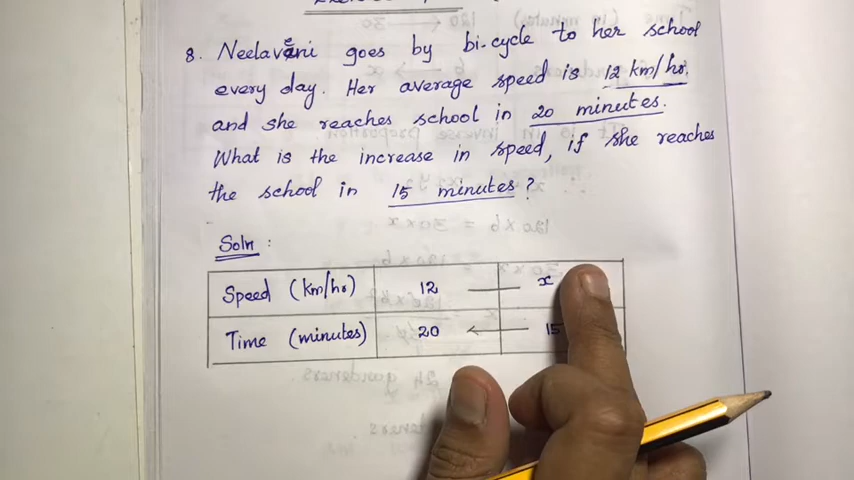 8. Neelaveni goes by bi-cycle to her school
every day. Her average speed is 12 km/hr.
and she reaches school in 20 minutes.
What is the increase in speed, if she reaches
the school in 15 minutes?
Soln :
Speed (km/hr) 12 x
Time (minutes) 20 15